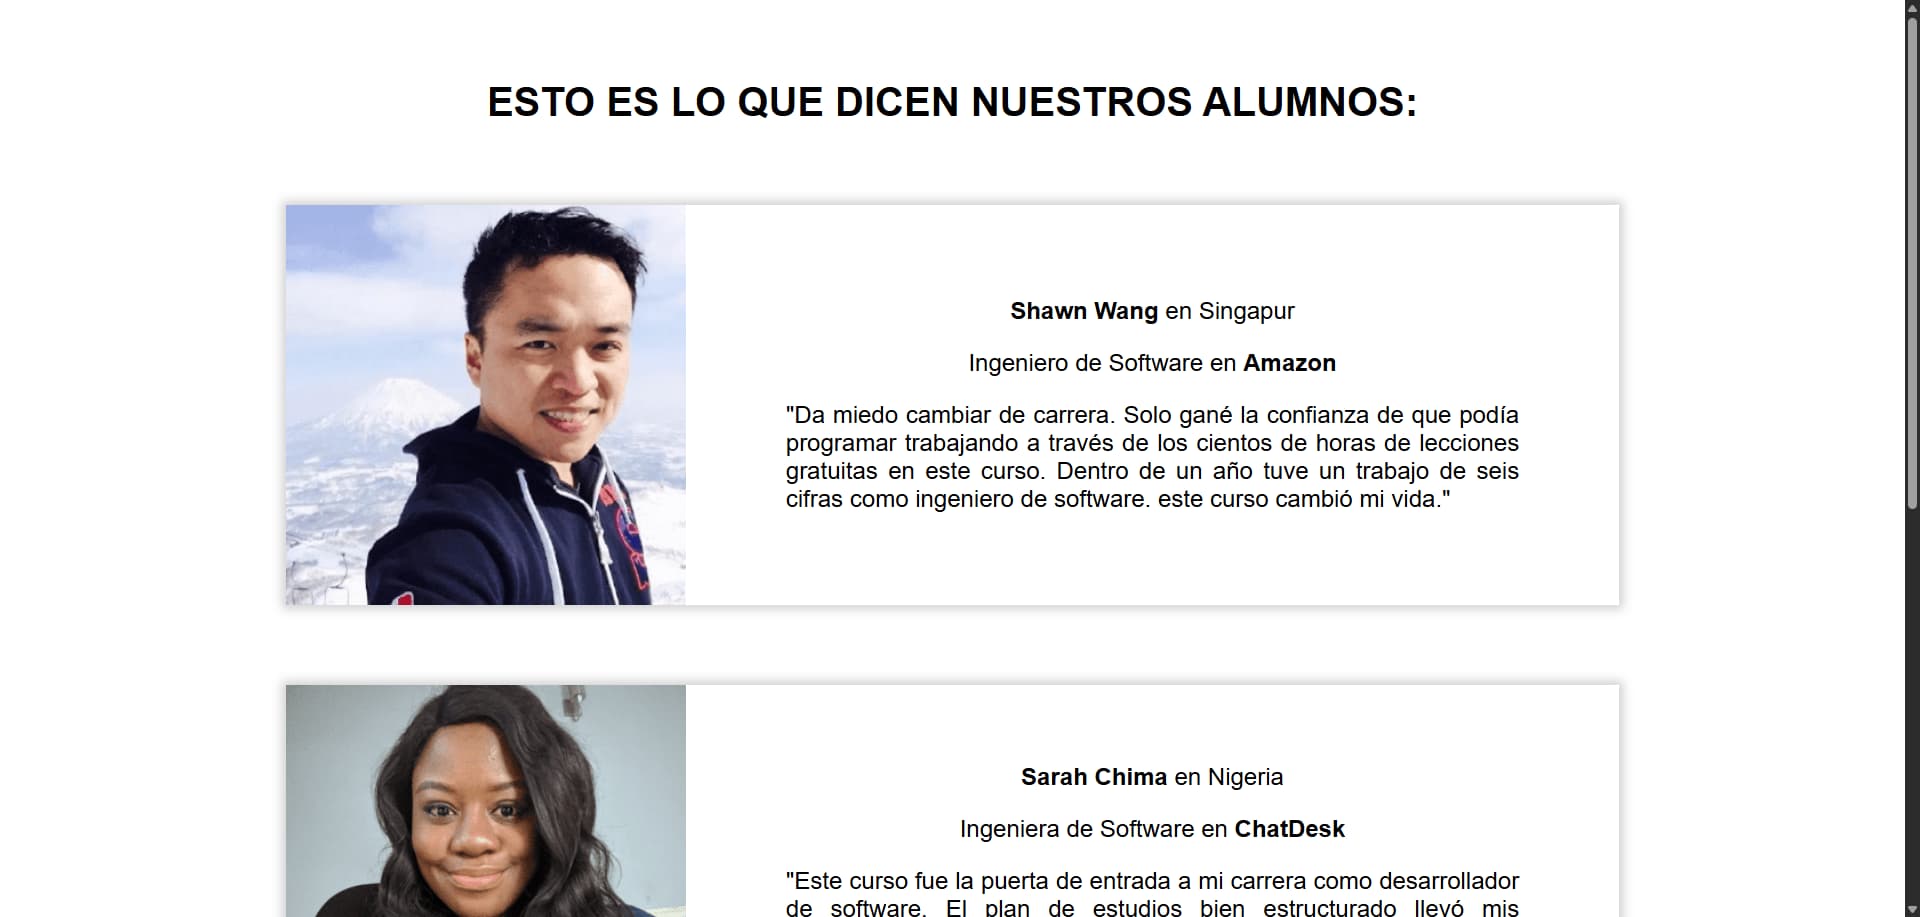 ESTO ES LO QUE DICEN NUESTROS ALUMNOS:
Shawn Wang en Singapur
Ingeniero de Software en Amazon
"Da miedo cambiar de carrera. Solo gané la confianza de que podía
programar trabajando a través de los cientos de horas de lecciones
gratuitas en este curso. Dentro de un año tuve un trabajo de seis
cifras como ingeniero de software. este curso cambió mi vida."
Sarah Chima en Nigeria
Ingeniera de Software en ChatDesk
"Este curso fue la puerta de entrada a mi carrera como desarrollador
de software. El plan de estudios bien estructurado llevó mis